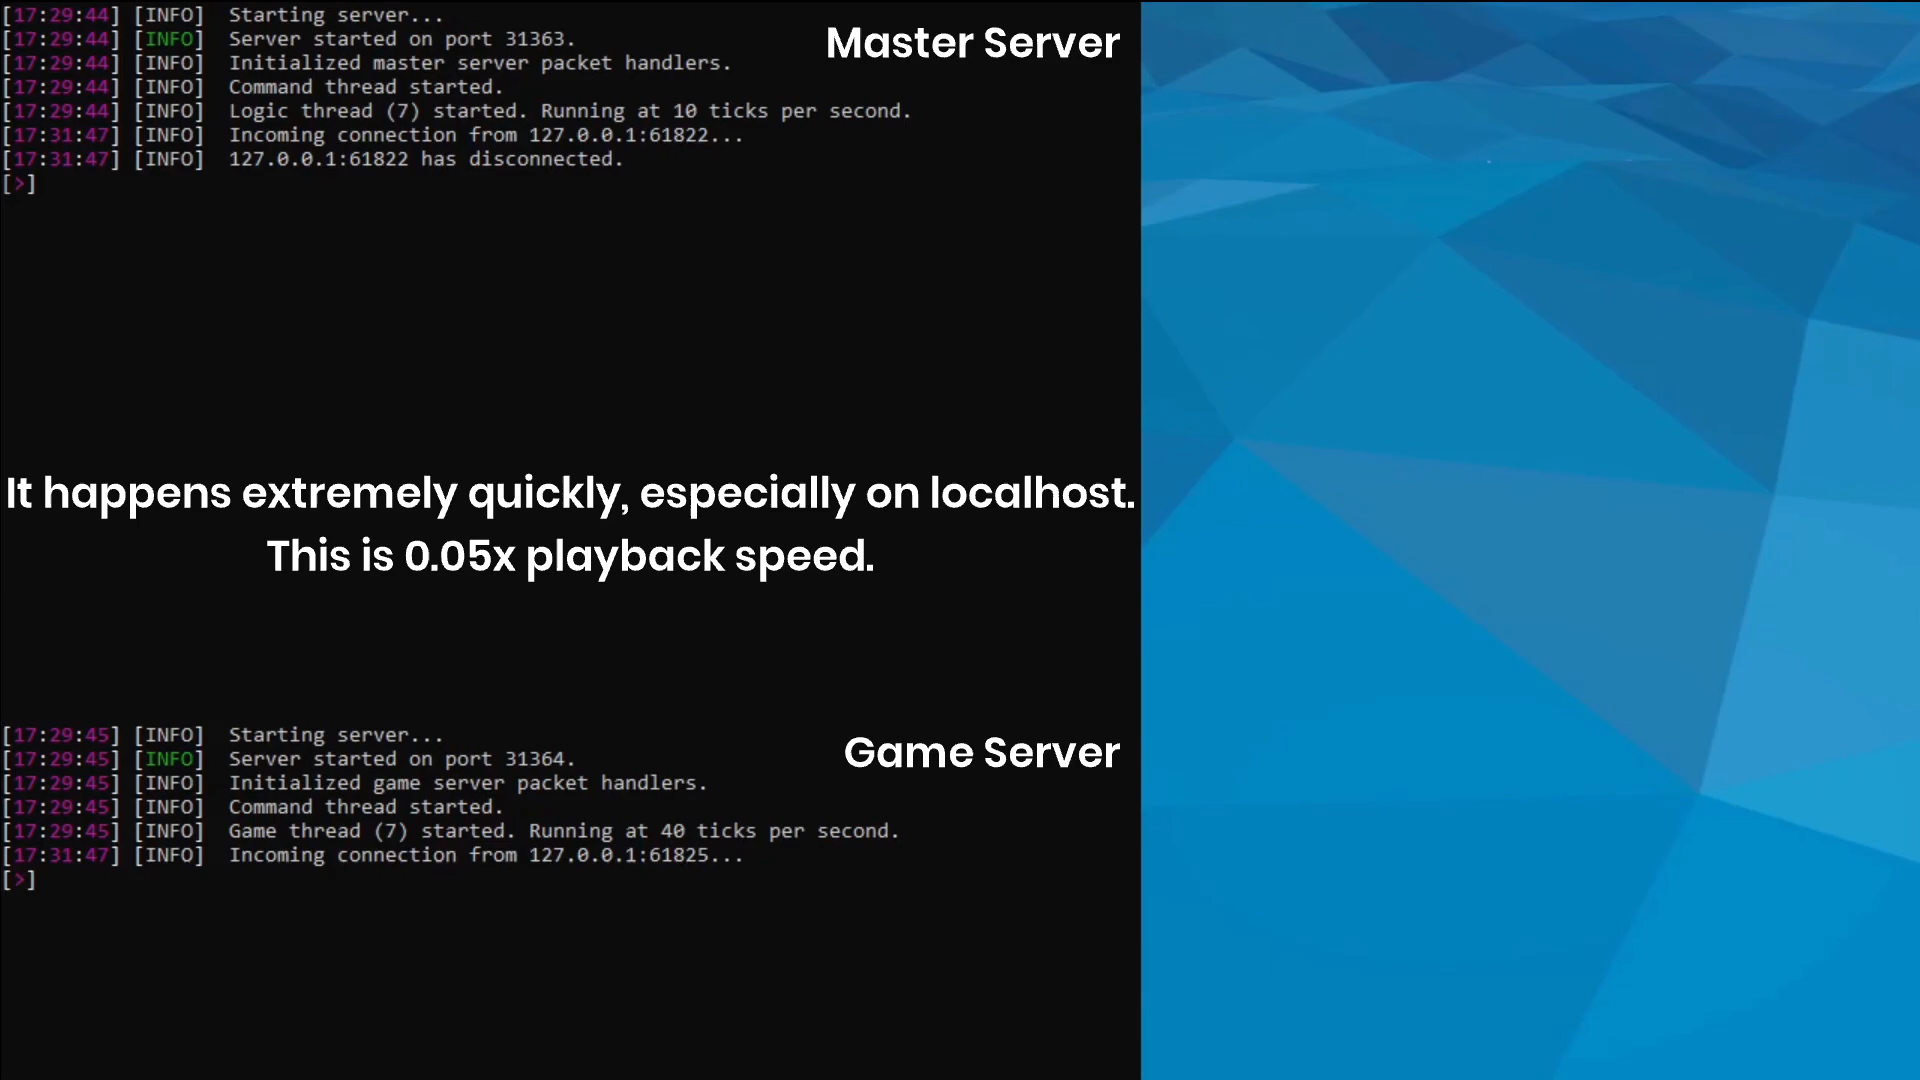 [17:29:44] [INFO] Starting server...
Master Server
[17:29:44] [INFO] Server started on port 31363.
[17:29:44] [INFO] Initialized master server packet handlers.
[17:29:44] [INFO] Command thread started.
[17:29:44] [INFO] Logic thread (7) started. Running at 10 ticks per second.
[17:31:47] [INFO] Incoming connection from 127.0.0.1:61822...
[17:31:47] [INFO] 127.0.0.1:61822 has disconnected.
[>]
It happens extremely quickly, especially on localhost.
This is 0.05x playback speed.
[17:29:45] [INFO] Starting server...
Game Server
[17:29:45] [INFO] Server started on port 31364.
[17:29:45] [INFO] Initialized game server packet handlers.
[17:29:45] [INFO] Command thread started.
[17:29:45] [INFO] Game thread (7) started. Running at 40 ticks per second.
[17:31:47] [INFO] Incoming connection from 127.0.0.1:61825...
[>]